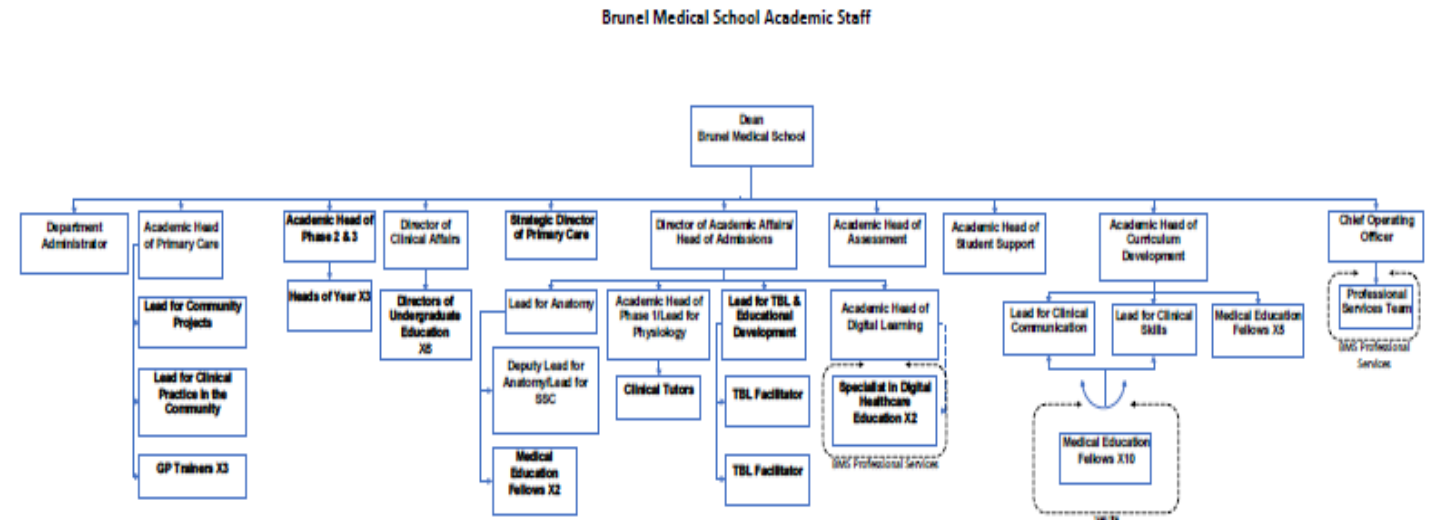 Brunel Medical School Academic Staff
Dean
Brunel Medical School
Department
Administrator
Academic Head
of Primary Care
Academic Head of
Phase 2 & 3
Director of
Clinical Affairs
Strategic Director
of Primary Care
Director of Academic Affairs/
Head of Admissions
Academic Head of
Assessment
Academic Head of
Student Support
Academic Head of
Curriculum
Development
Chief Operating
Officer
Lead for Community
Projects
Lead for Clinical
Practice in the
Community
GP Trainers X3
Heads of Year X3
Directors of
Undergraduate
Education
Lead for Anatomy
Deputy Lead for
Anatomy/Lead for
SSC
Medical
Education
Fellows X2
Academic Head of
Phase 1/Lead for
Physiology
Clinical Tutors
Lead for TBL &
Educational
Development
TBL Facilitator
TBL Facilitator
Academic Head of
Digital Learning
Specialist in Digital
Healthcare
Education X2
BMS Professional Services
Lead for Clinical
Communication
Lead for Clinical
Skills
Medical Education
Fellows X5
Medical Education
Fellows X10
Professional
Services Team
BMS Professional
Services